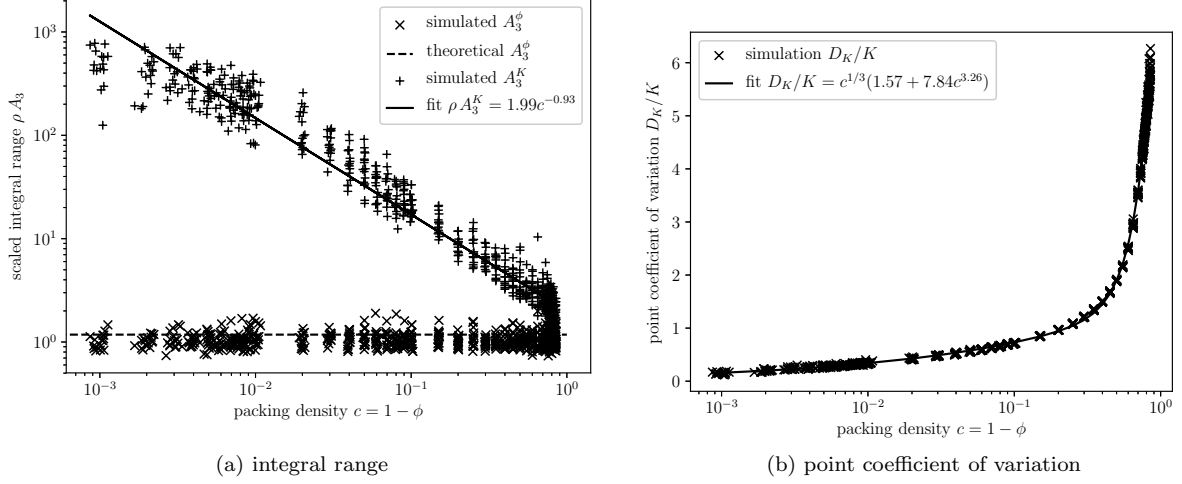 10³
10²
10¹
10⁰
scaled integral range ρ A₃
simulated A₃^ϕ
theoretical A₃^ϕ
simulated A₃^K
fit ρ A₃^K = 1.99c^−0.93
10⁻³ 10⁻² 10⁻¹ 10⁰
packing density c = 1 − ϕ
(a) integral range
6
5
4
3
2
1
0
point coefficient of variation D_K/K
simulation D_K/K
fit D_K/K = c^1/3(1.57 + 7.84c^3.26)
10⁻³ 10⁻² 10⁻¹ 10⁰
packing density c = 1 − ϕ
(b) point coefficient of variation